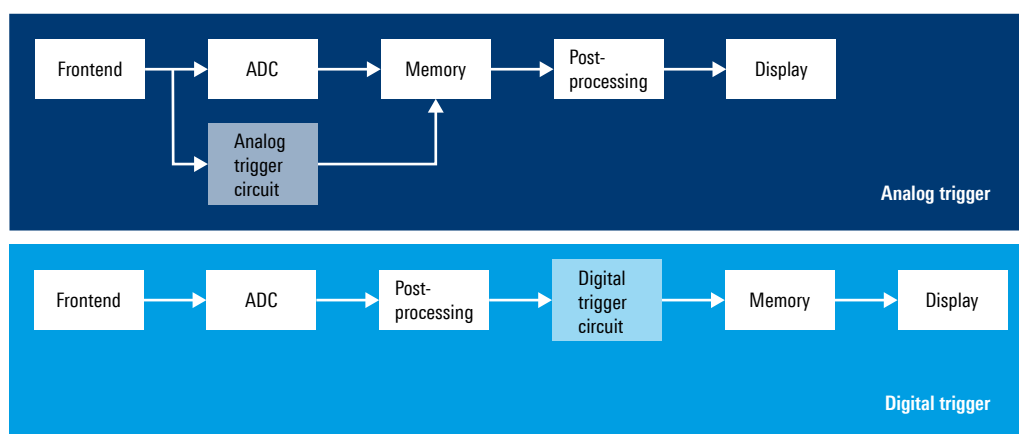 Frontend
ADC
Memory
Post-
processing
Display
Analog
trigger
circuit
Analog trigger
Frontend
ADC
Post-
processing
Digital
trigger
circuit
Memory
Display
Digital trigger